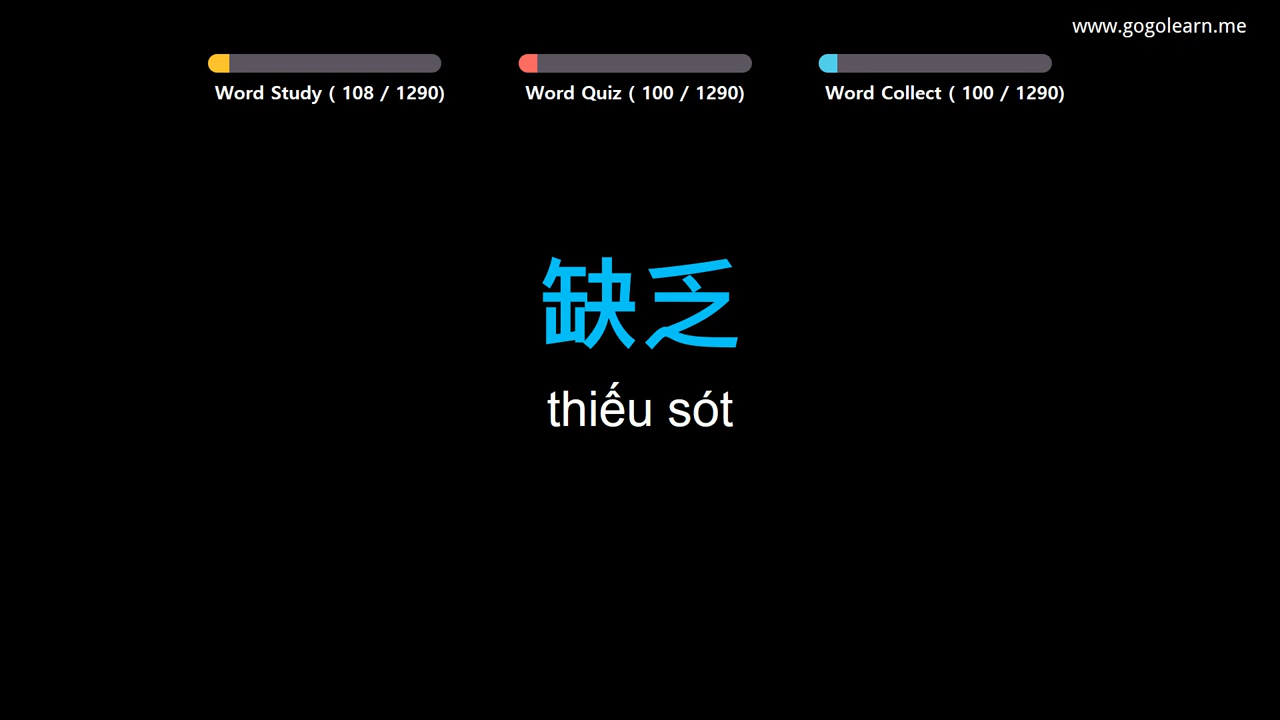 www.gogolearn.me
Word Study ( 108 / 1290)
Word Quiz ( 100 / 1290)
Word Collect ( 100 / 1290)
缺乏
thiếu sót